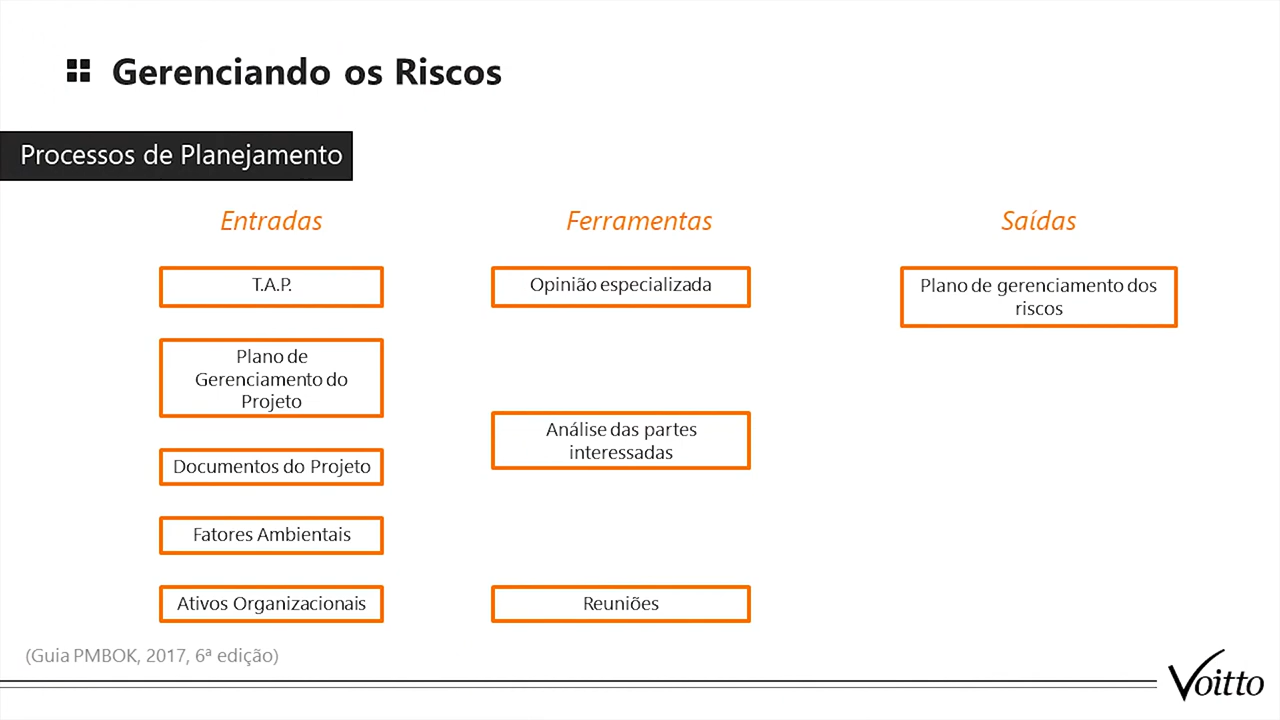 Gerenciando os Riscos
Processos de Planejamento
Entradas
T.A.P.
Plano de
Gerenciamento do
Projeto
Documentos do Projeto
Fatores Ambientais
Ativos Organizacionais
Ferramentas
Opinião especializada
Análise das partes
interessadas
Reuniões
Saídas
Plano de gerenciamento dos
riscos
(Guia PMBOK, 2017, 6ª edição)
Voitto